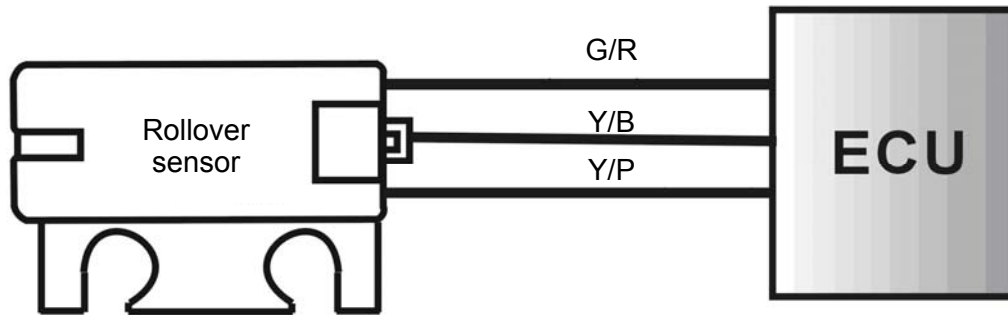 G/R
Rollover
sensor
Y/B
Y/P
ECU